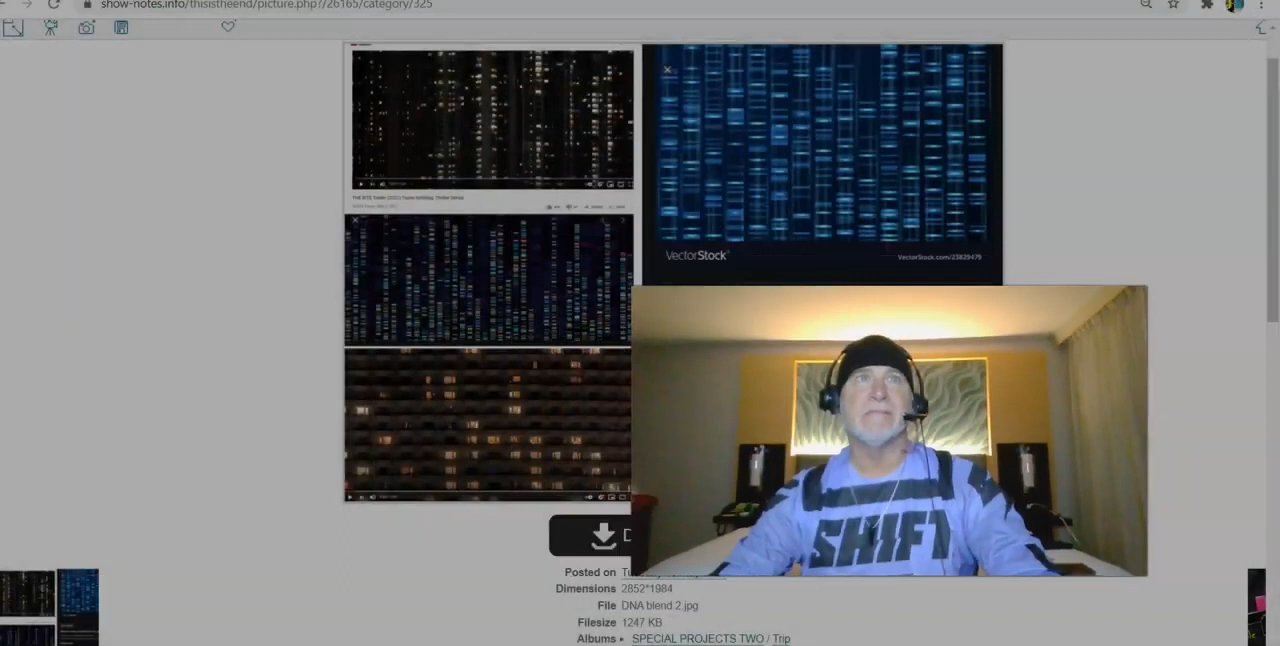 show-notes.info/thisistheend/picture.php?/26165/category/325
VectorStock
VectorStock.com/23829479
SHIFT
Posted on
Dimensions 2852*1984
File DNA blend 2.jpg
Filesize 1247 KB
Albums • SPECIAL PROJECTS TWO / Trip